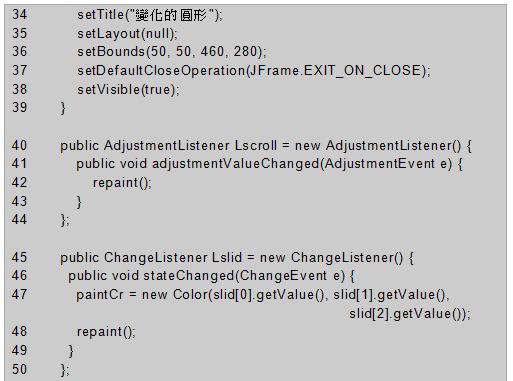 34 setTitle("變化的圓形");
35 setLayout(null);
36 setBounds(50, 50, 460, 280);
37 setDefaultCloseOperation(JFrame.EXIT_ON_CLOSE);
38 setVisible(true);
39 }
40 public AdjustmentListener Lscroll = new AdjustmentListener() {
41 public void adjustmentValueChanged(AdjustmentEvent e) {
42 repaint();
43 }
44 };
45 public ChangeListener Lslid = new ChangeListener() {
46 public void stateChanged(ChangeEvent e) {
47 paintCr = new Color(slid[0].getValue(), slid[1].getValue(),
slid[2].getValue());
48 repaint();
49 }
50 };